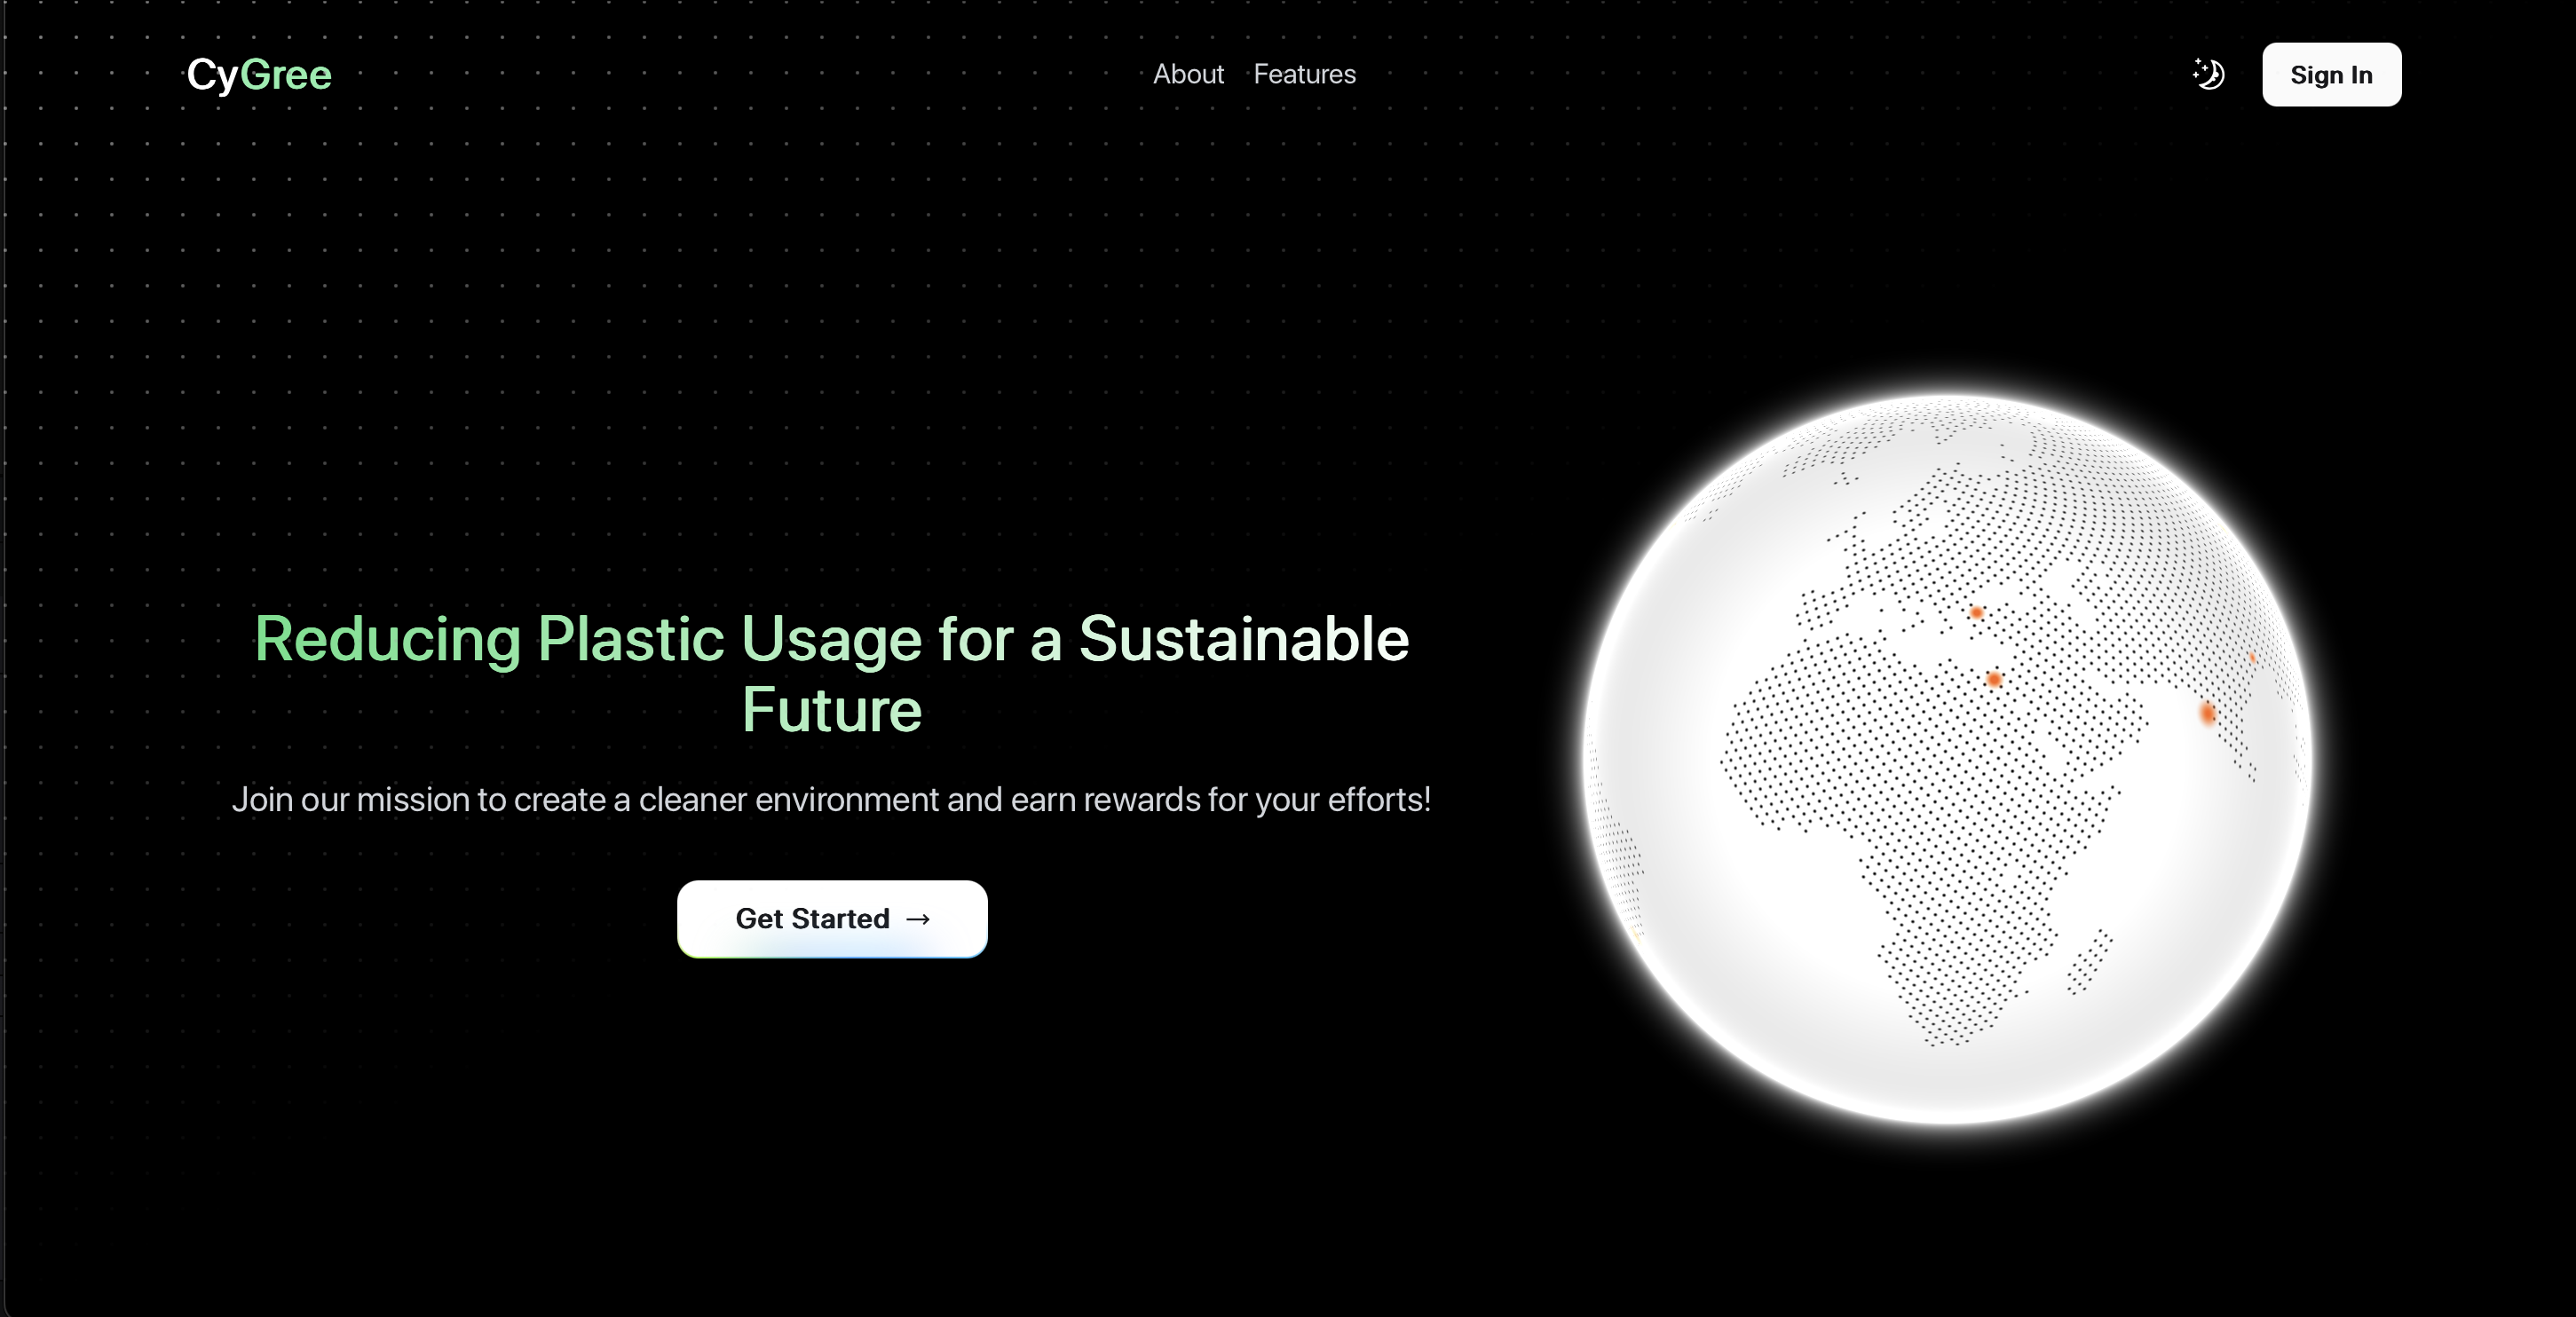 CyGree
About Features
Sign In
Reducing Plastic Usage for a Sustainable
Future
Join our mission to create a cleaner environment and earn rewards for your efforts!
Get Started →